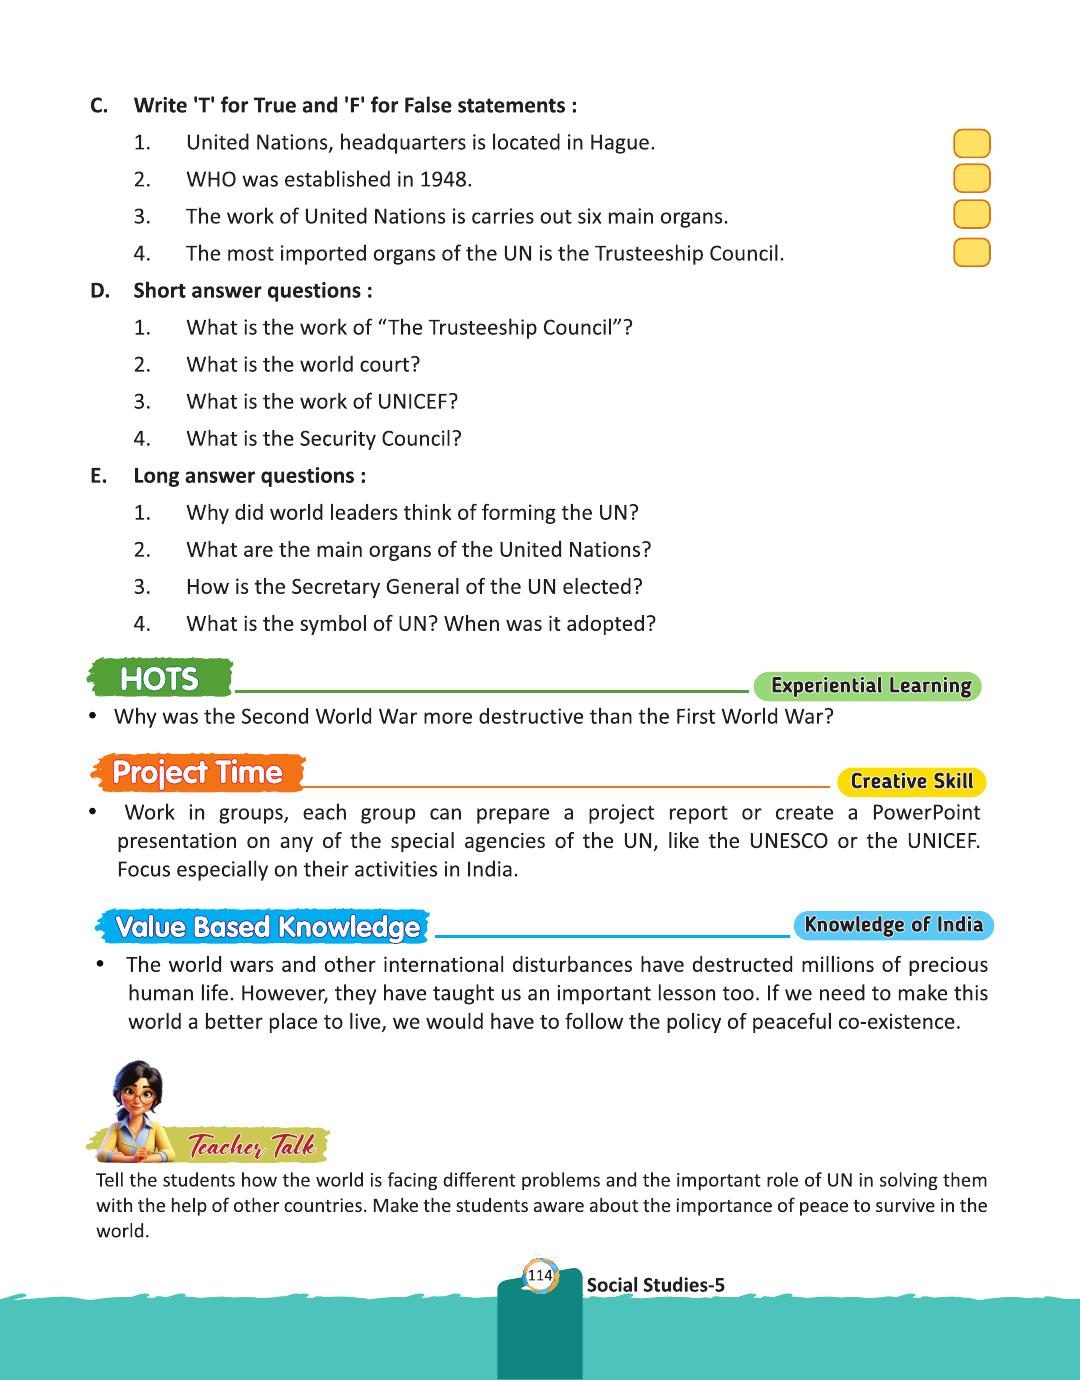 C. Write 'T' for True and 'F' for False statements :
1. United Nations, headquarters is located in Hague.
2. WHO was established in 1948.
3. The work of United Nations is carries out six main organs.
4. The most imported organs of the UN is the Trusteeship Council.
D. Short answer questions :
1. What is the work of “The Trusteeship Council”?
2. What is the world court?
3. What is the work of UNICEF?
4. What is the Security Council?
E. Long answer questions :
1. Why did world leaders think of forming the UN?
2. What are the main organs of the United Nations?
3. How is the Secretary General of the UN elected?
4. What is the symbol of UN? When was it adopted?
HOTS
Experiential Learning
• Why was the Second World War more destructive than the First World War?
Project Time
Creative Skill
• Work in groups, each group can prepare a project report or create a PowerPoint
presentation on any of the special agencies of the UN, like the UNESCO or the UNICEF.
Focus especially on their activities in India.
Value Based Knowledge
Knowledge of India
• The world wars and other international disturbances have destructed millions of precious
human life. However, they have taught us an important lesson too. If we need to make this
world a better place to live, we would have to follow the policy of peaceful co-existence.
Teacher Talk
Tell the students how the world is facing different problems and the important role of UN in solving them
with the help of other countries. Make the students aware about the importance of peace to survive in the
world.
114
Social Studies-5